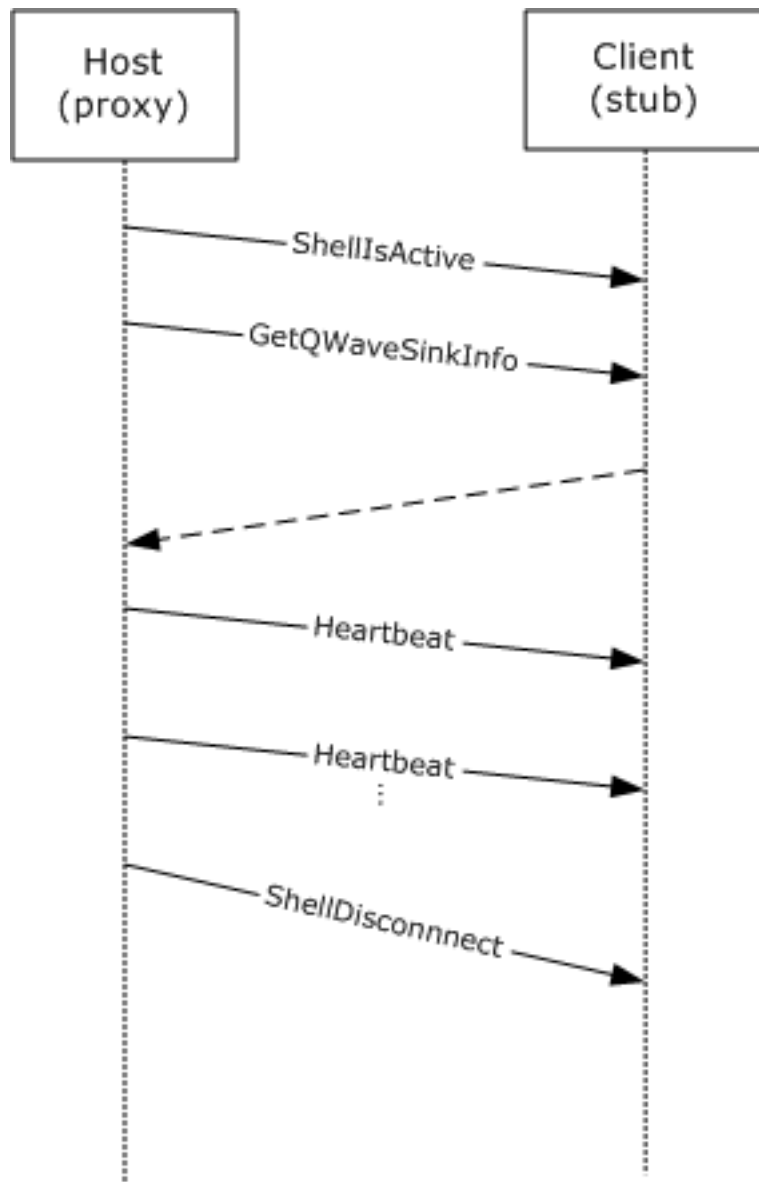 Host
(proxy)
Client
(stub)
ShellIsActive
GetQWaveSinkInfo
Heartbeat
Heartbeat
⋮
ShellDisconnnect